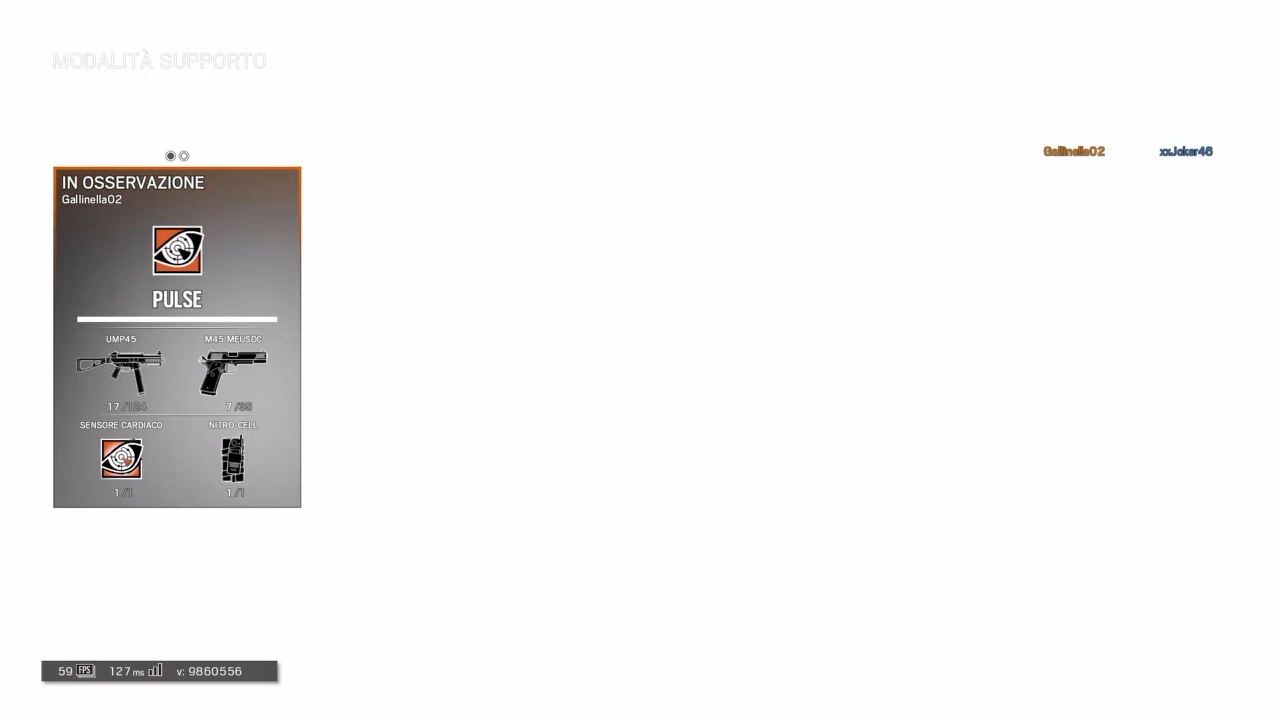 MODALITÀ SUPPORTO
Gallinella02 xxJoker46
IN OSSERVAZIONE
Gallinella02
PULSE
UMP45 M45 MEUSOC
17/124 7/35
SENSORE CARDIACO NITRO-CELL
1/1 1/1
59 FPS 127 ms v: 9860556